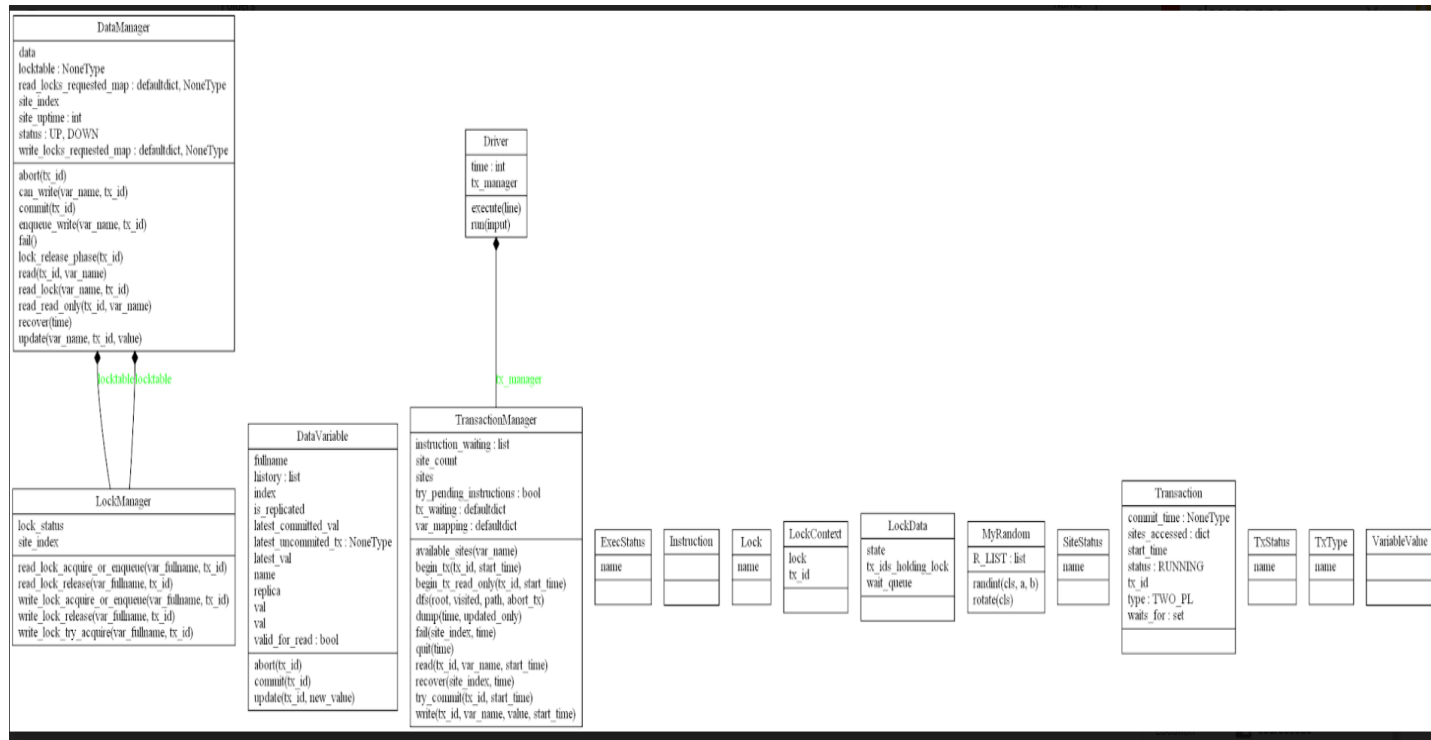 DataManager
data
locktable : NoneType
read_locks_requested_map : defaultdict, NoneType
site_index
site_uptime : int
status : UP, DOWN
write_locks_requested_map : defaultdict, NoneType
abort(tx_id)
can_write(var_name, tx_id)
commit(tx_id)
enqueue_write(var_name, tx_id)
fail()
lock_release_phase(tx_id)
read(tx_id, var_name)
read_lock(var_name, tx_id)
read_read_only(tx_id, var_name)
recover(time)
update(var_name, tx_id, value)
locktable locktable
LockManager
lock_status
site_index
read_lock_acquire_or_enqueue(var_fullname, tx_id)
read_lock_release(var_fullname, tx_id)
write_lock_acquire_or_enqueue(var_fullname, tx_id)
write_lock_release(var_fullname, tx_id)
write_lock_try_acquire(var_fullname, tx_id)
DataVariable
fullname
history : list
index
is_replicated
latest_committed_val
latest_uncommited_tx : NoneType
latest_val
name
replica
val
val
valid_for_read : bool
abort(tx_id)
commit(tx_id)
update(tx_id, new_value)
Driver
time : int
tx_manager
execute(line)
run(input)
tx_manager
TransactionManager
instruction_waiting : list
site_count
sites
try_pending_instructions : bool
tx_waiting : defaultdict
var_mapping : defaultdict
available_sites(var_name)
begin_tx(tx_id, start_time)
begin_tx_read_only(tx_id, start_time)
dfs(root, visited, path, abort_tx)
dump(time, updated_only)
fail(site_index, time)
quit(time)
read(tx_id, var_name, start_time)
recover(site_index, time)
try_commit(tx_id, start_time)
write(tx_id, var_name, value, start_time)
ExecStatus
name
Instruction
Lock
name
LockContext
lock
tx_id
LockData
state
tx_ids_holding_lock
wait_queue
MyRandom
R_LIST : list
randint(cls, a, b)
rotate(cls)
SiteStatus
name
Transaction
commit_time : NoneType
sites_accessed : dict
start_time
status : RUNNING
tx_id
type : TWO_PL
waits_for : set
TxStatus
name
TxType
name
VariableValue